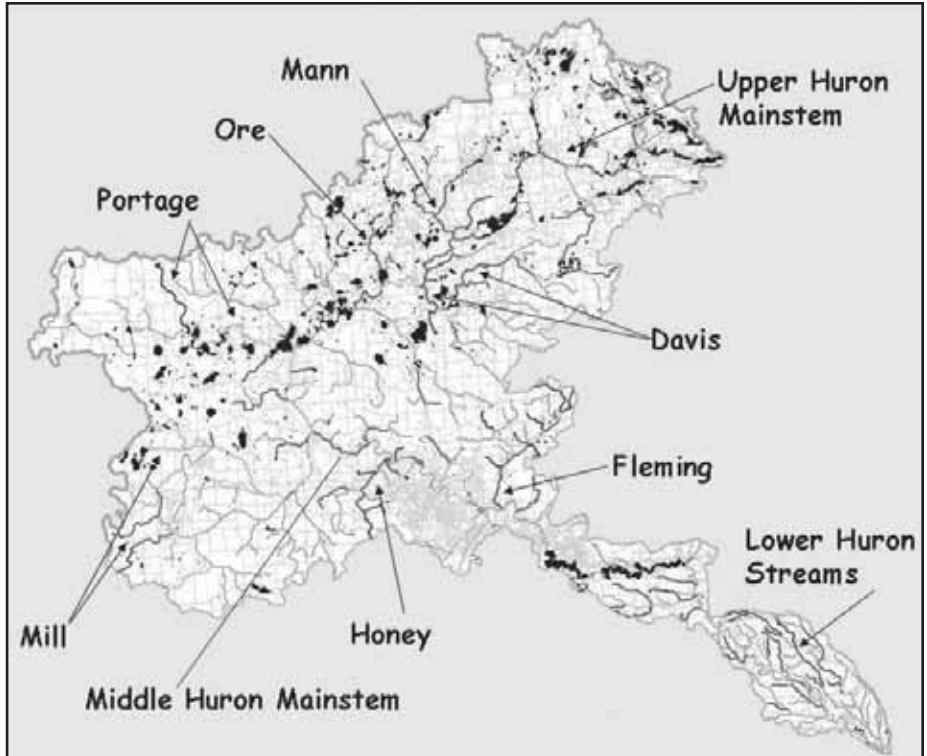 Mann
Upper Huron
Mainstem
Ore
Portage
Davis
Fleming
Lower Huron
Streams
Mill
Honey
Middle Huron Mainstem